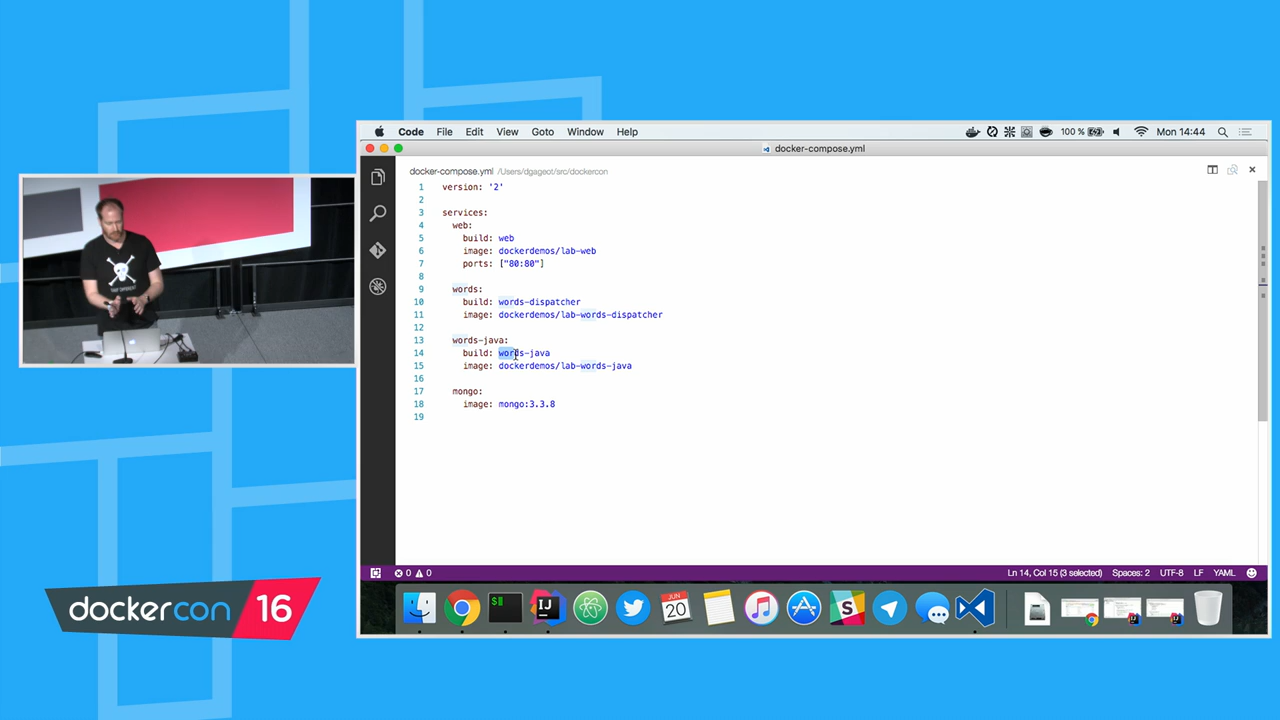 Code File Edit View Goto Window Help
100 % Mon 14:44
docker-compose.yml
docker-compose.yml /Users/dgageot/src/dockercon
1 version: '2'
2
3 services:
4 web:
5 build: web
6 image: dockerdemos/lab-web
7 ports: ["80:80"]
8
9 words:
10 build: words-dispatcher
11 image: dockerdemos/lab-words-dispatcher
12
13 words-java:
14 build: words-java
15 image: dockerdemos/lab-words-java
16
17 mongo:
18 image: mongo:3.3.8
19
0 0
Ln 14, Col 15 (3 selected) Spaces: 2 UTF-8 LF YAML
$
IJ
JUN
20
dockercon 16